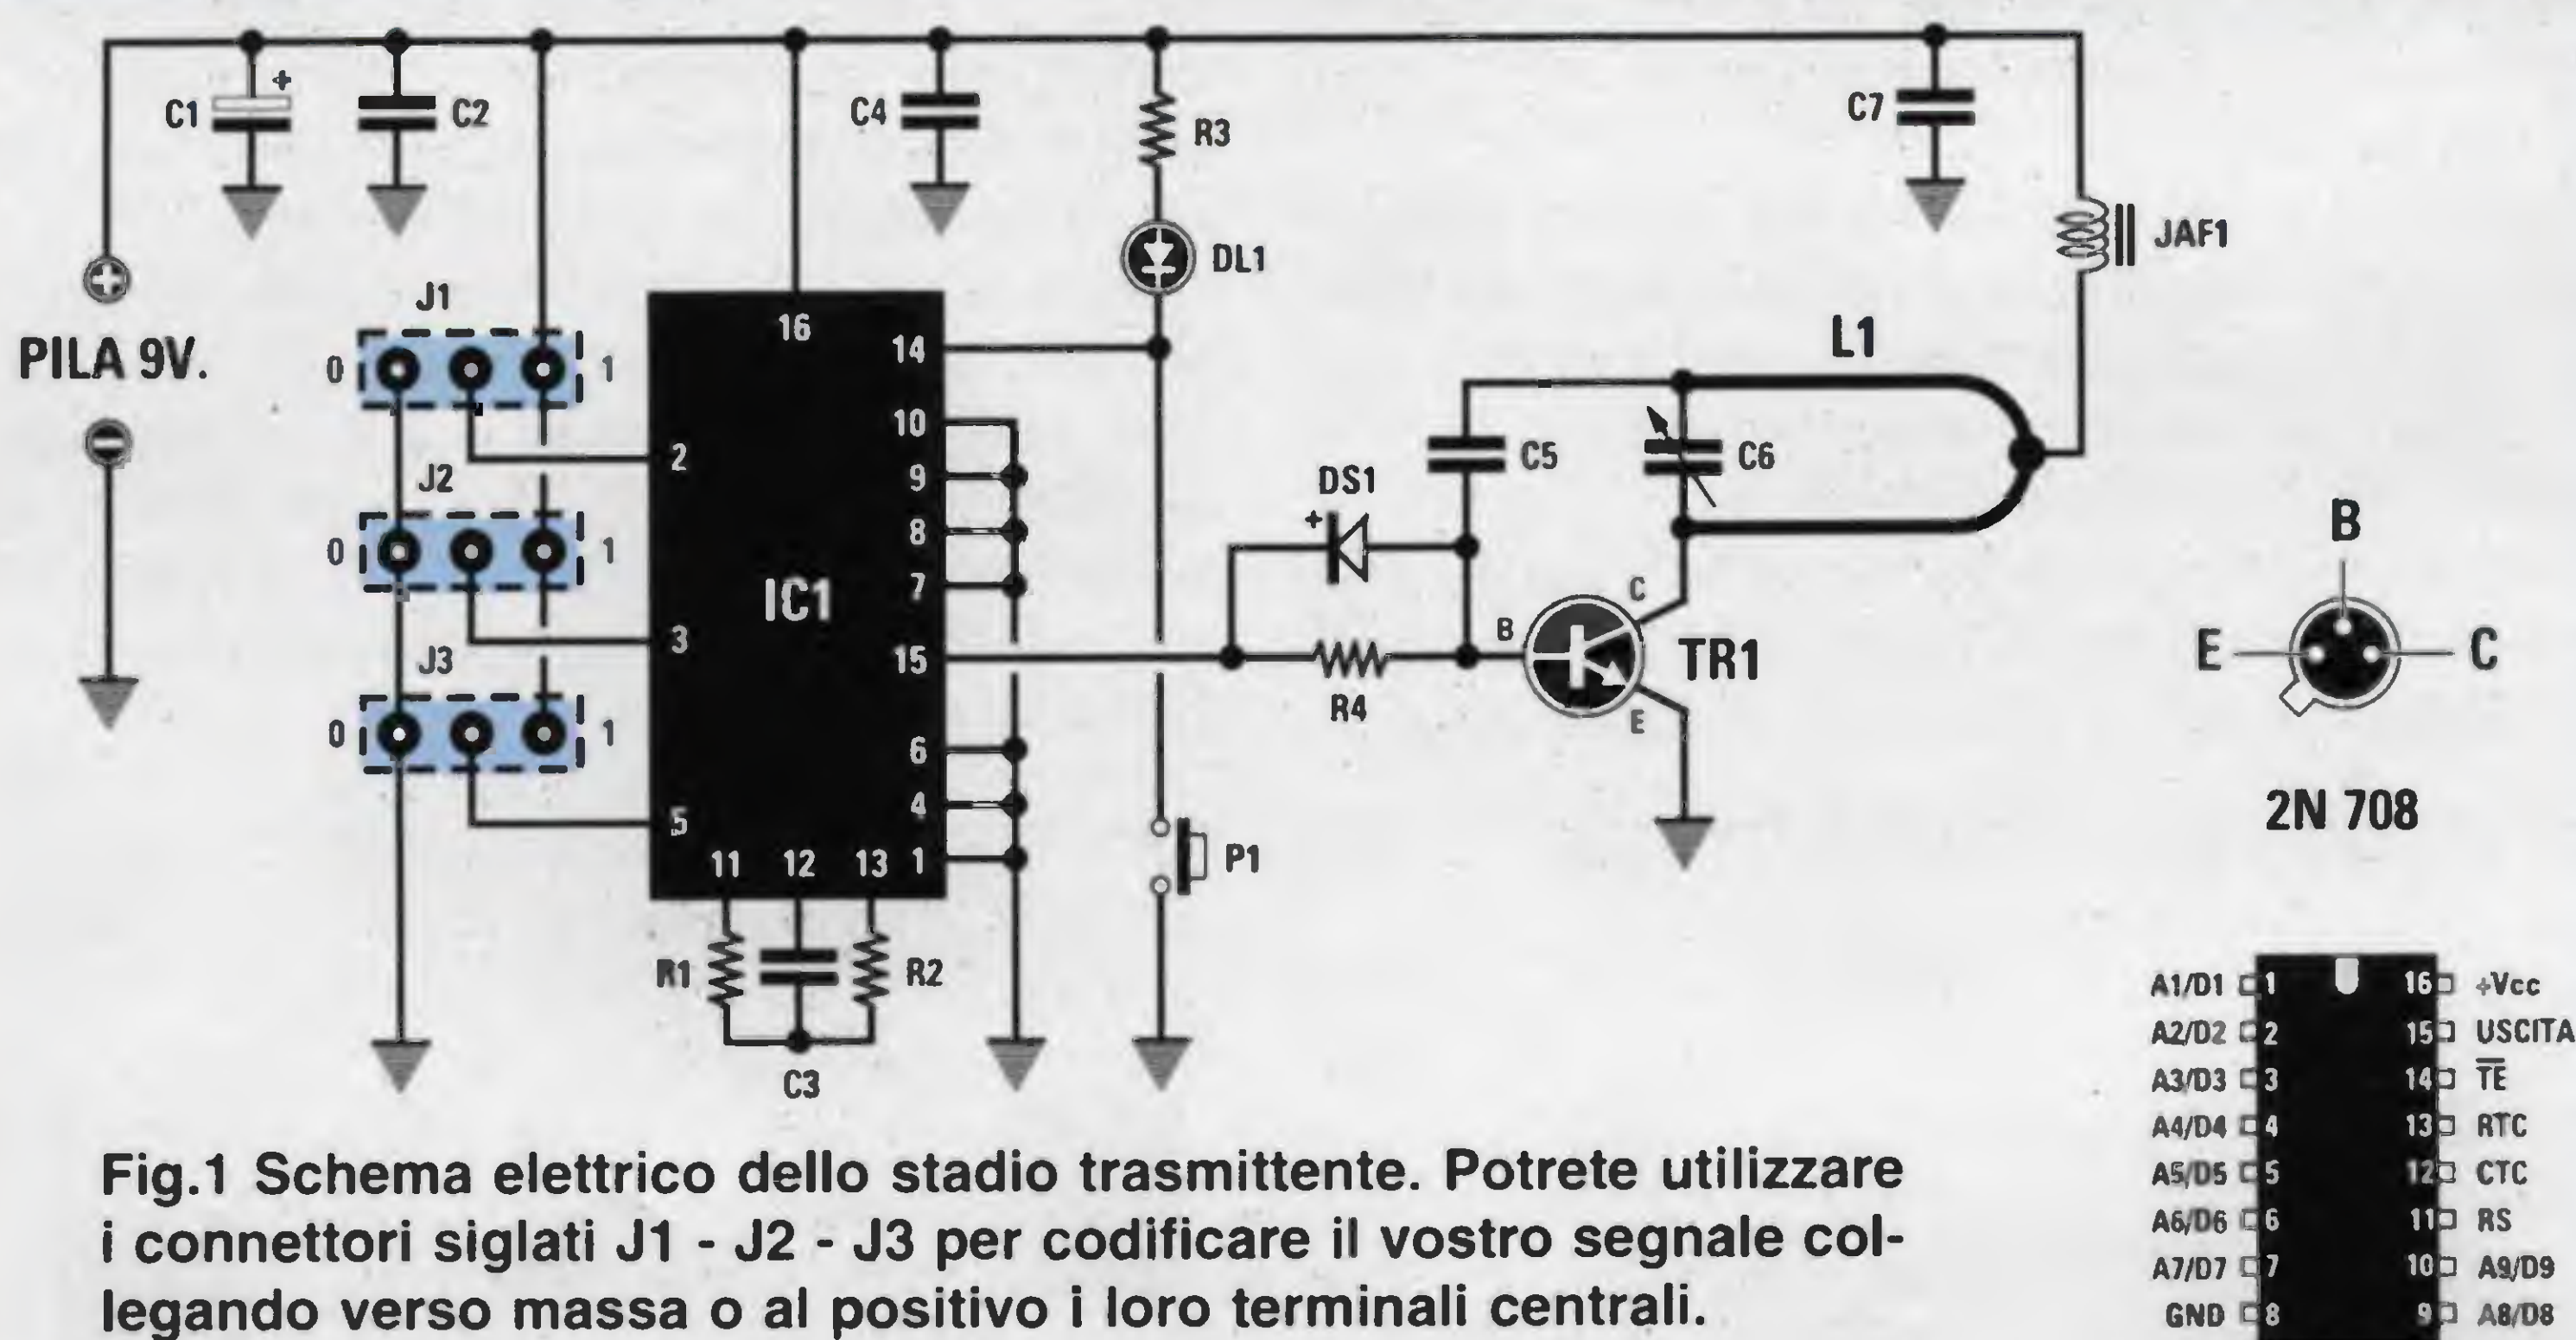 C1
+
C2
C4
R3
C7
DL1
JAF1
PILA 9V.
J1
0
1
J2
0
1
J3
0
1
16
14
10
9
8
7
15
6
4
1
2
3
5
11
12
13
IC1
R1
R2
C3
P1
DS1
+
R4
C5
C6
L1
B
C
E
TR1
B
E
C
2N 708
A1/D1 1 16 +Vcc
A2/D2 2 15 USCITA
A3/D3 3 14 T̅E̅
A4/D4 4 13 RTC
A5/D5 5 12 CTC
A6/D6 6 11 RS
A7/D7 7 10 A9/D9
GND 8 9 A8/D8
Fig.1 Schema elettrico dello stadio trasmittente. Potrete utilizzare
i connettori siglati J1 - J2 - J3 per codificare il vostro segnale col-
legando verso massa o al positivo i loro terminali centrali.